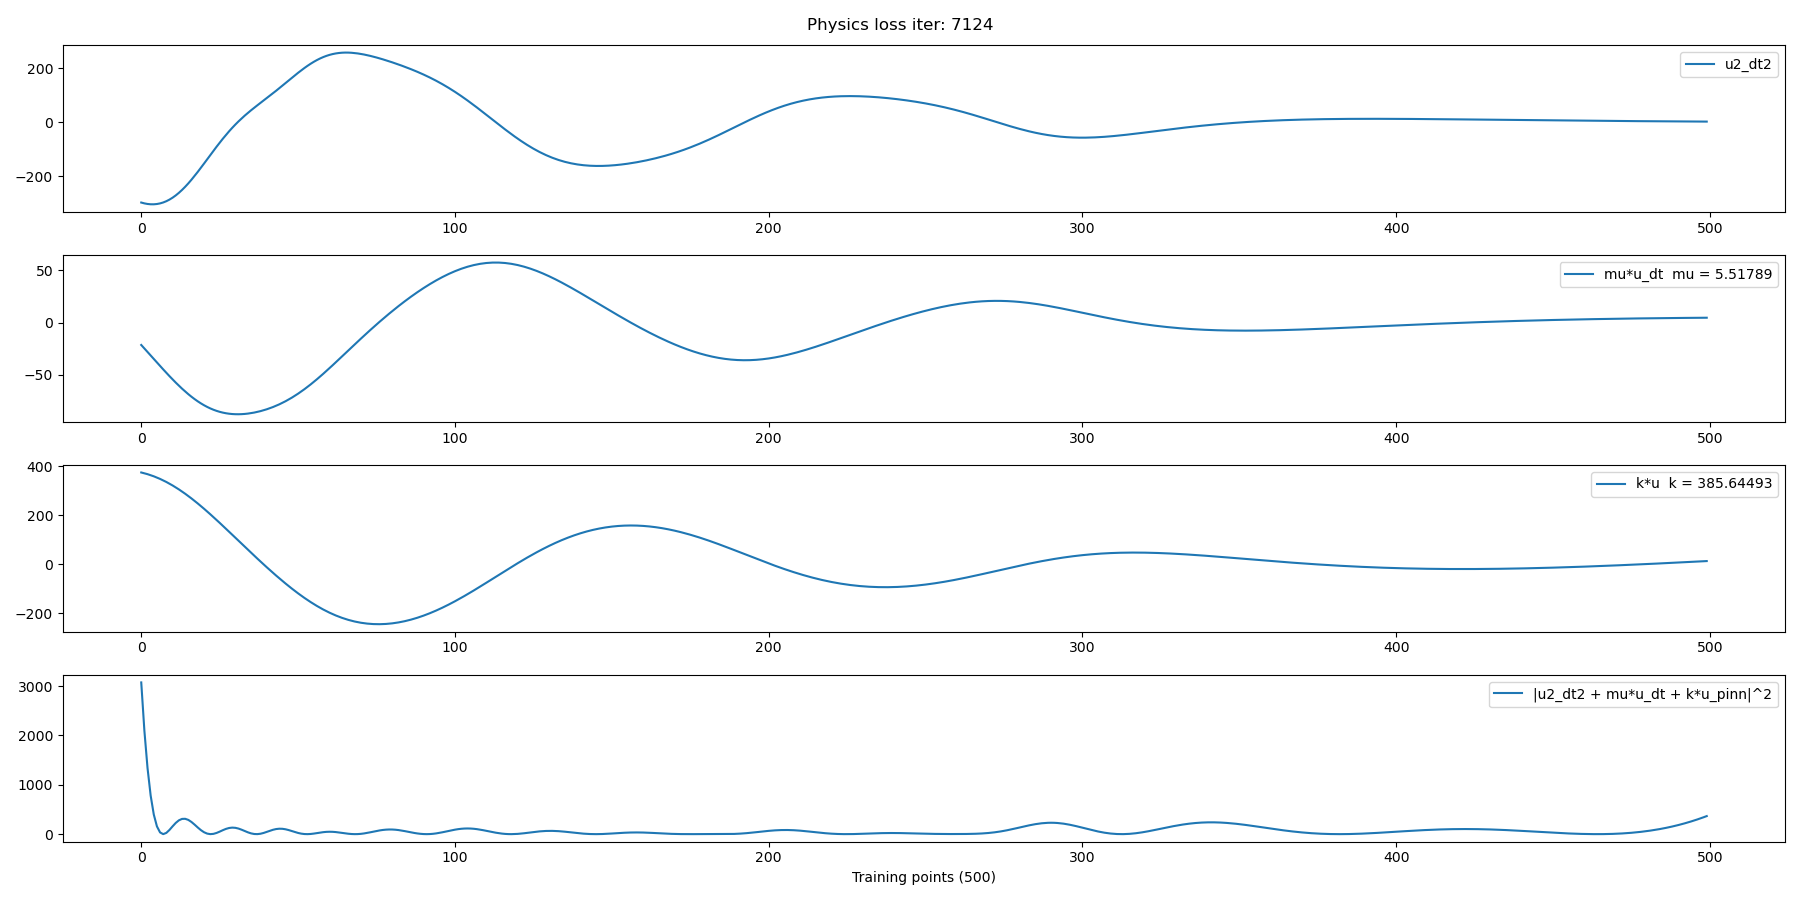 Physics loss iter: 7124
200
0
−200
u2_dt2
0 100 200 300 400 500
50
0
−50
mu*u_dt  mu = 5.51789
0 100 200 300 400 500
400
200
0
−200
k*u  k = 385.64493
0 100 200 300 400 500
3000
2000
1000
0
|u2_dt2 + mu*u_dt + k*u_pinn|^2
0 100 200 300 400 500
Training points (500)